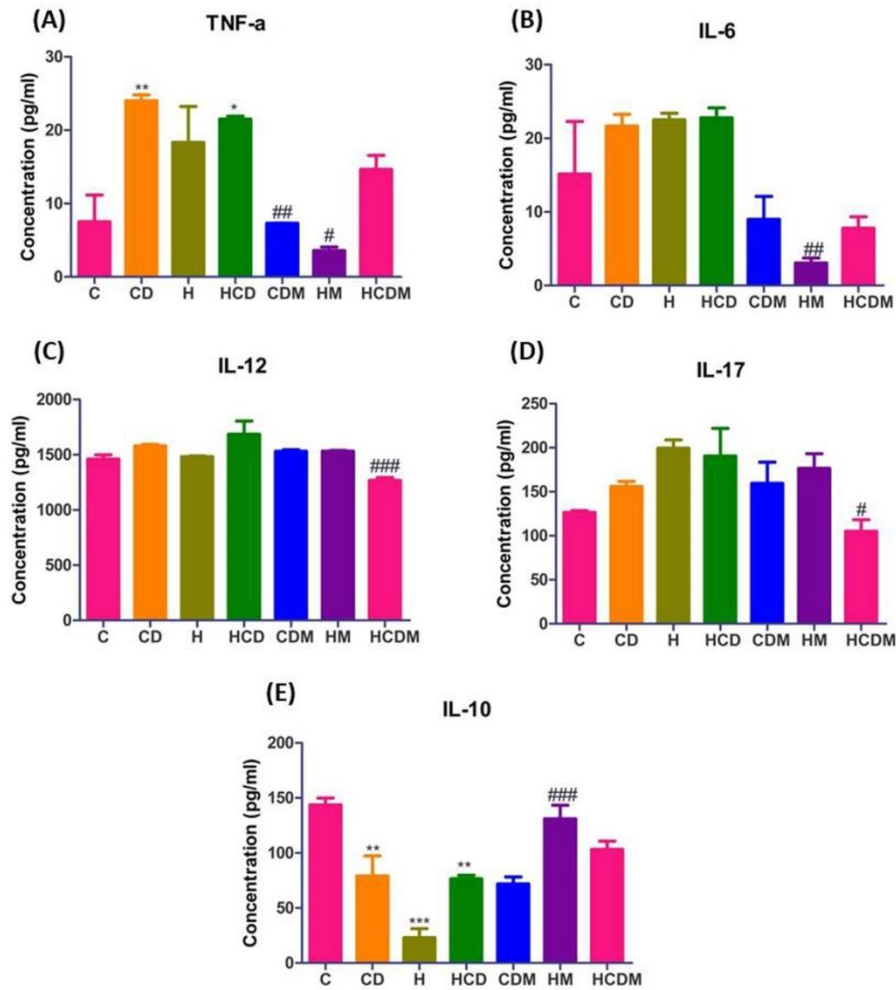 (A)
TNF-a
Concentration (pg/ml)
30
20
10
0
**
*
##
#
C CD H HCD CDM HM HCDM
(B)
IL-6
Concentration (pg/ml)
30
20
10
0
##
C CD H HCD CDM HM HCDM
(C)
IL-12
Concentration (pg/ml)
2000
1500
1000
500
0
###
C CD H HCD CDM HM HCDM
(D)
IL-17
Concentration (pg/ml)
250
200
150
100
50
0
#
C CD H HCD CDM HM HCDM
(E)
IL-10
Concentration (pg/ml)
200
150
100
50
0
**
***
**
###
C CD H HCD CDM HM HCDM